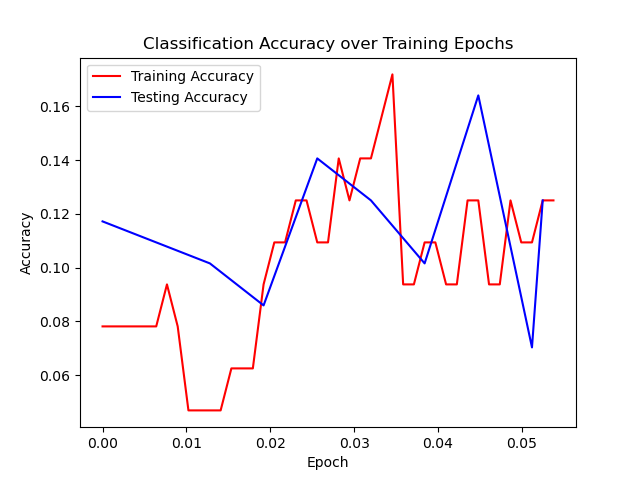 Classification Accuracy over Training Epochs
Training Accuracy
Testing Accuracy
0.16
0.14
0.12
0.10
0.08
0.06
Accuracy
0.00 0.01 0.02 0.03 0.04 0.05
Epoch